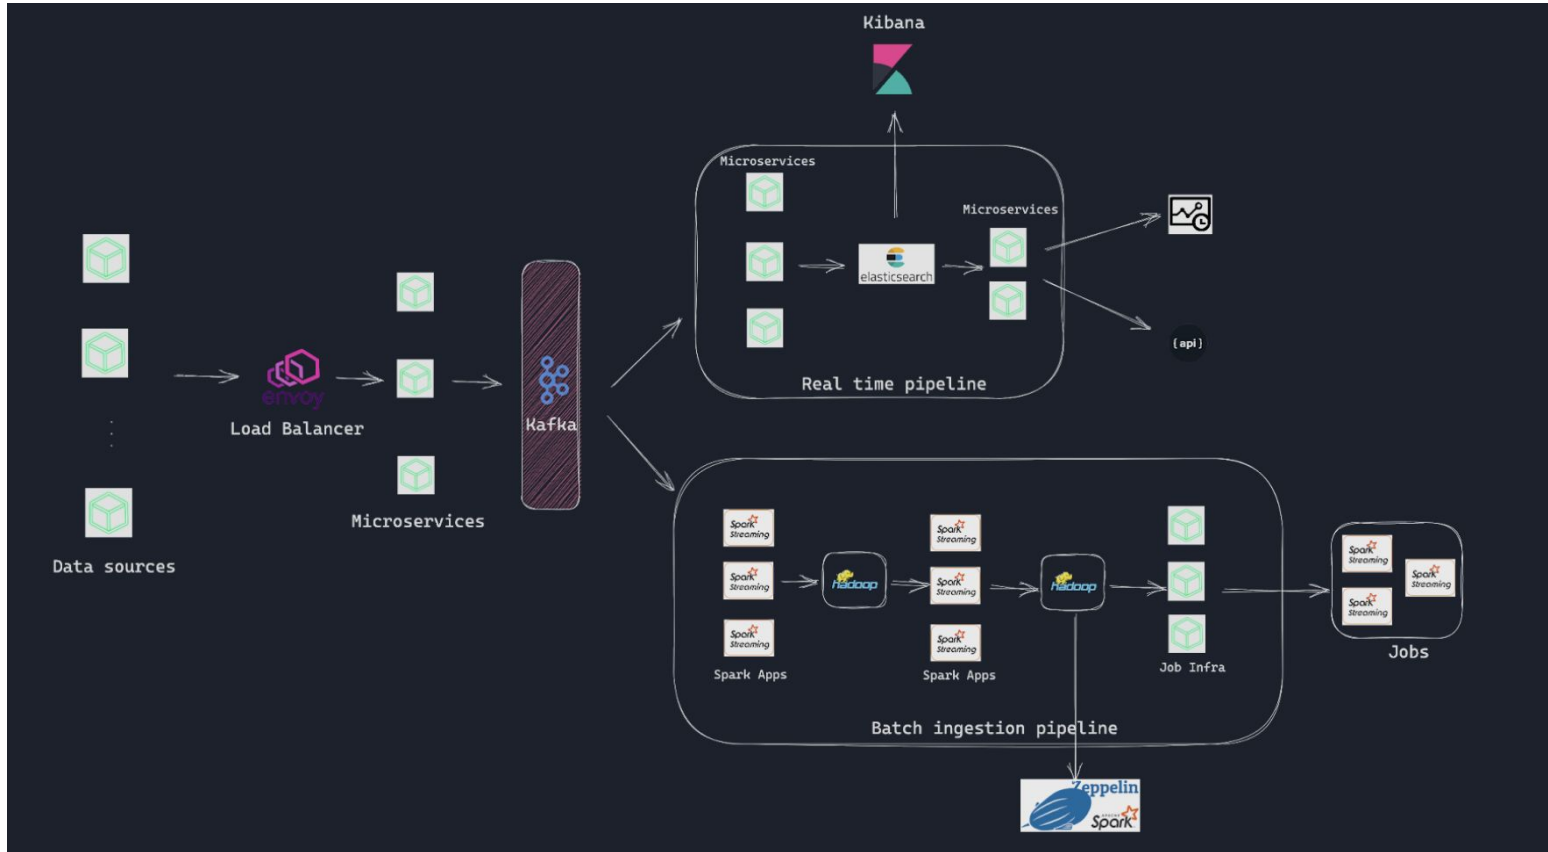 Kibana
Microservices
Microservices
elasticsearch
{api}
Real time pipeline
envoy
Load Balancer
Kafka
Microservices
Data sources
Spark
Streaming
Spark
Streaming
Spark
Streaming
Spark Apps
hadoop
Spark
Streaming
Spark
Streaming
Spark
Streaming
Spark Apps
hadoop
Job Infra
Spark
Streaming
Spark
Streaming
Spark
Streaming
Jobs
Batch ingestion pipeline
Zeppelin
APACHE
Spark